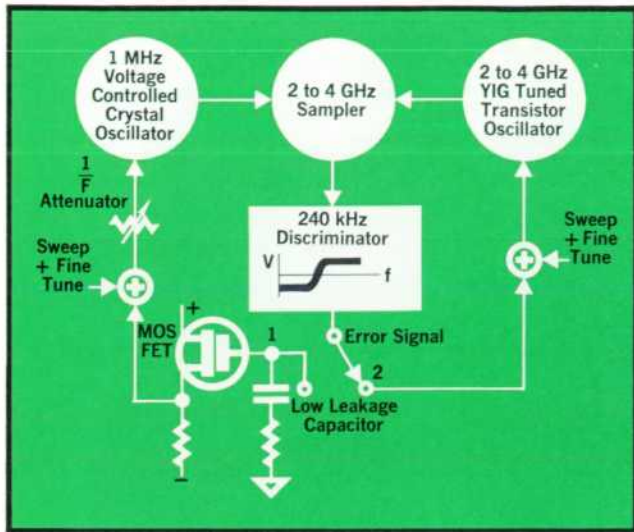 1 MHz
Voltage
Controlled
Crystal
Oscillator
2 to 4 GHz
Sampler
2 to 4 GHz
YIG Tuned
Transistor
Oscillator
1
F
Attenuator
240 kHz
Discriminator
V
f
Sweep
+ Fine
Tune
Sweep
+ Fine
Tune
+
MOS
FET
1
Error Signal
2
Low Leakage
Capacitor
−